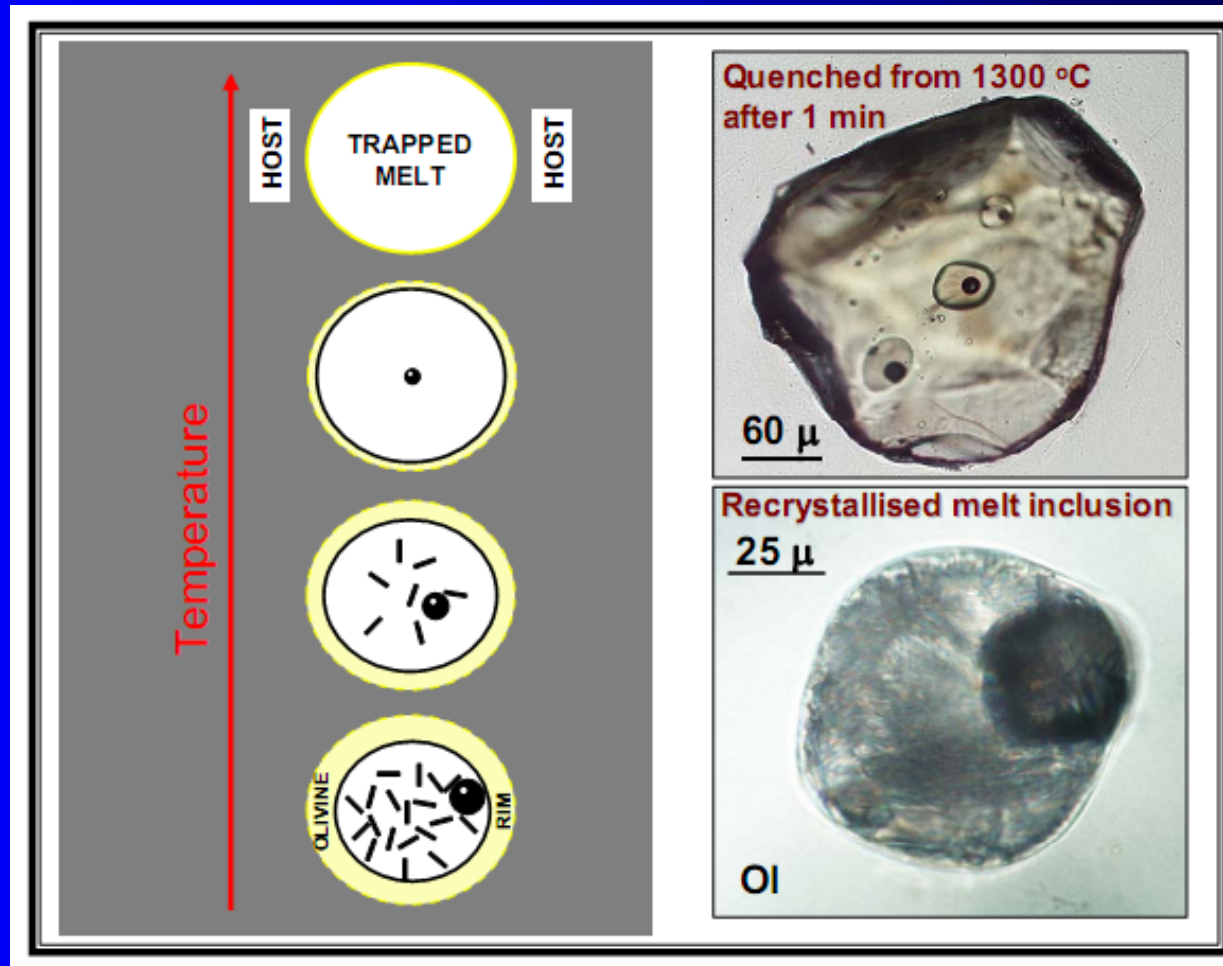 HOST
TRAPPED
MELT
HOST
Temperature
OLIVINE
RIM
Quenched from 1300 °C
after 1 min
60 µ
Recrystallised melt inclusion
25 µ
Ol